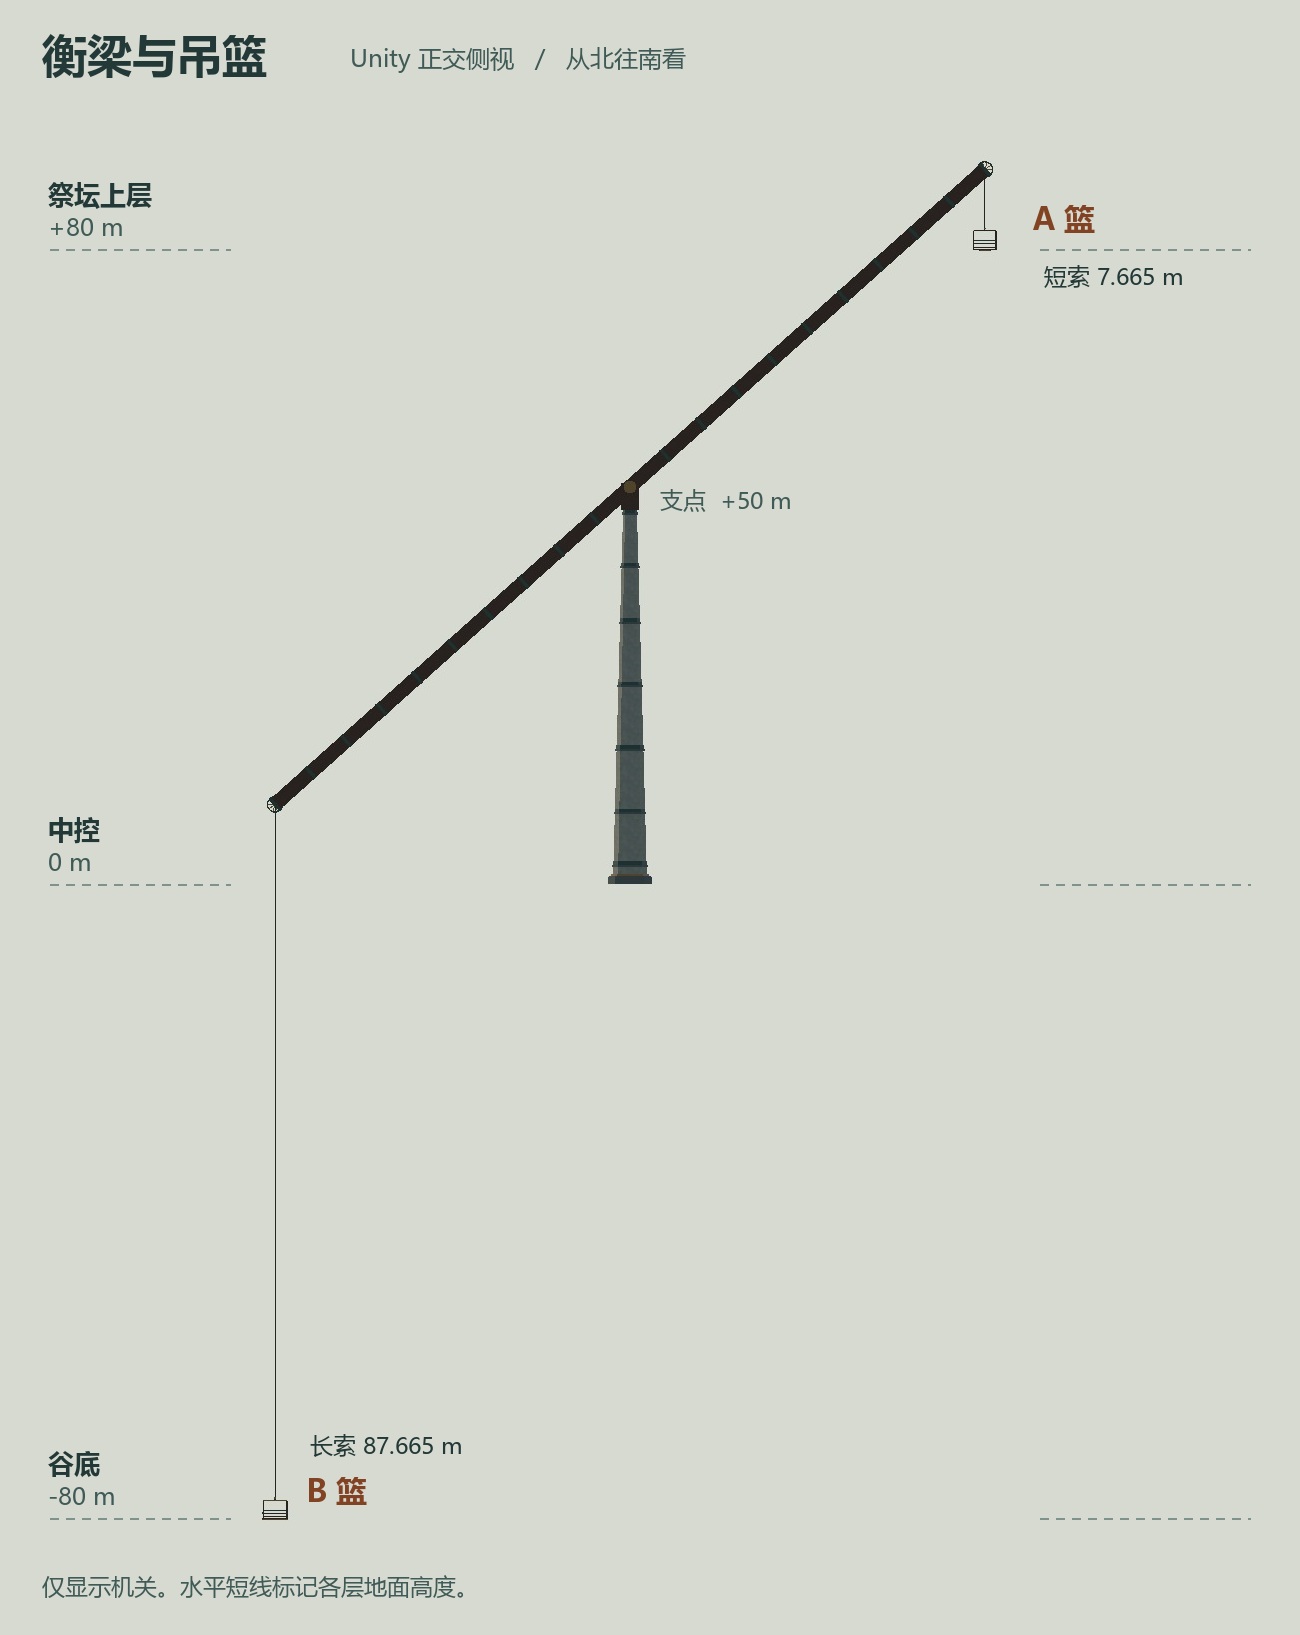 衡梁与吊篮
Unity 正交侧视 / 从北往南看
祭坛上层
+80 m
A 篮
短索 7.665 m
支点 +50 m
中控
0 m
长索 87.665 m
B 篮
谷底
-80 m
仅显示机关。水平短线标记各层地面高度。